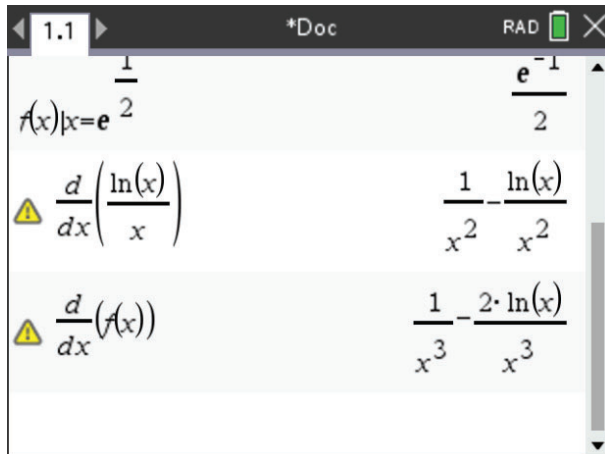 1.1 *Doc RAD
f(x)|x=e^(1/2) e^-1/2
d/dx(ln(x)/x) 1/x^2 - ln(x)/x^2
d/dx(f(x)) 1/x^3 - 2·ln(x)/x^3